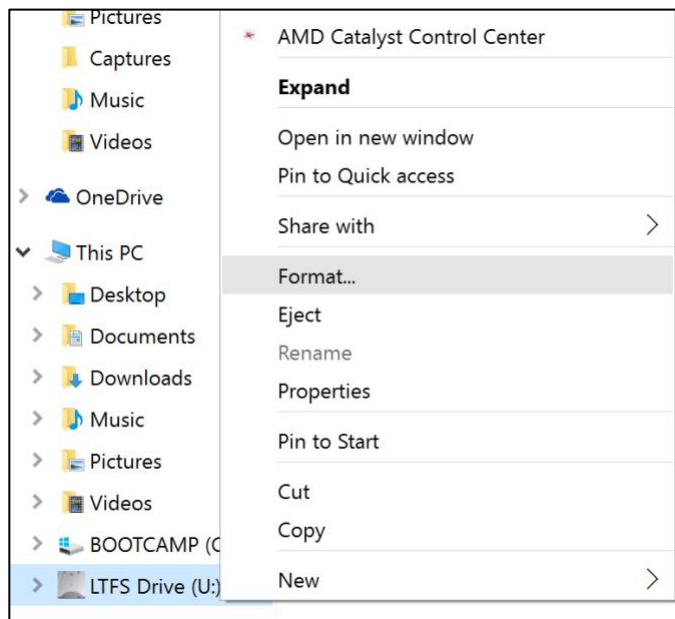 Pictures
Captures
Music
Videos
OneDrive
This PC
Desktop
Documents
Downloads
Music
Pictures
Videos
BOOTCAMP (C
LTFS Drive (U:)
AMD Catalyst Control Center
Expand
Open in new window
Pin to Quick access
Share with
Format...
Eject
Rename
Properties
Pin to Start
Cut
Copy
New